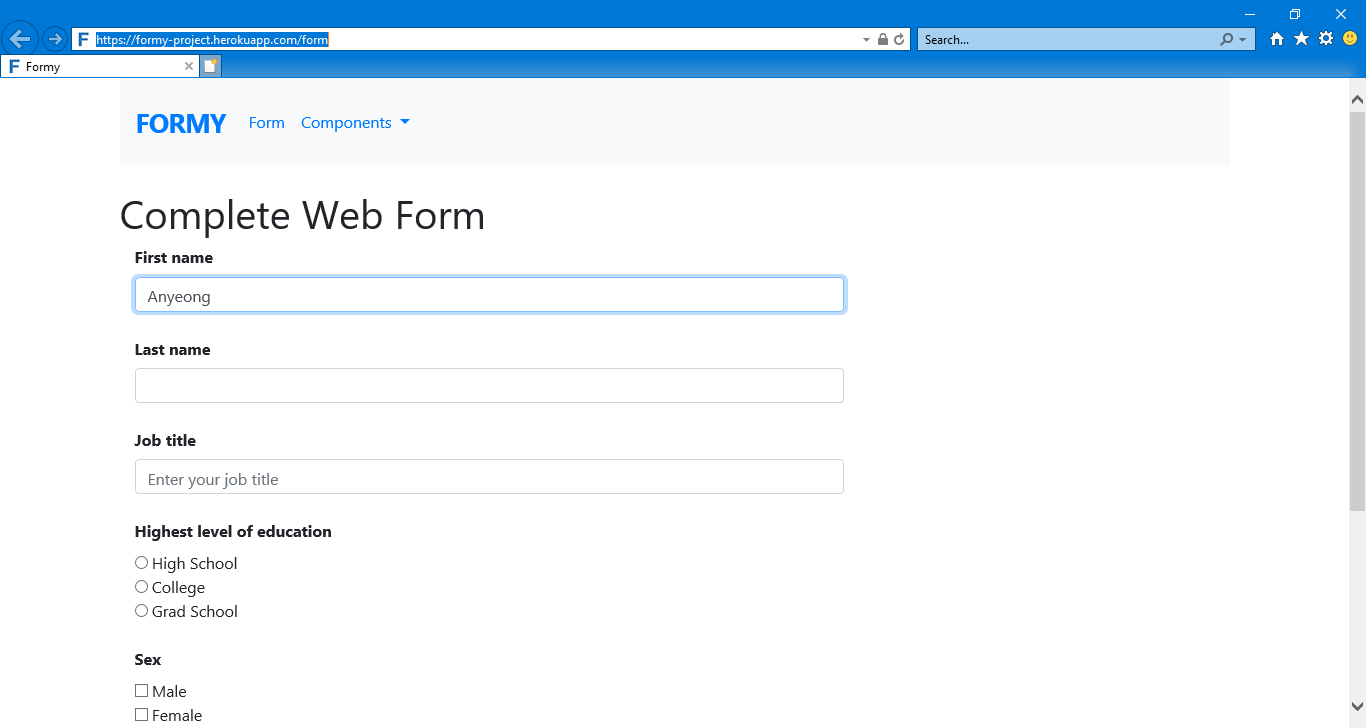 https://formy-project.herokuapp.com/form
Search...
Formy
FORMY Form Components
Complete Web Form
First name
Anyeong
Last name
Job title
Enter your job title
Highest level of education
High School
College
Grad School
Sex
Male
Female